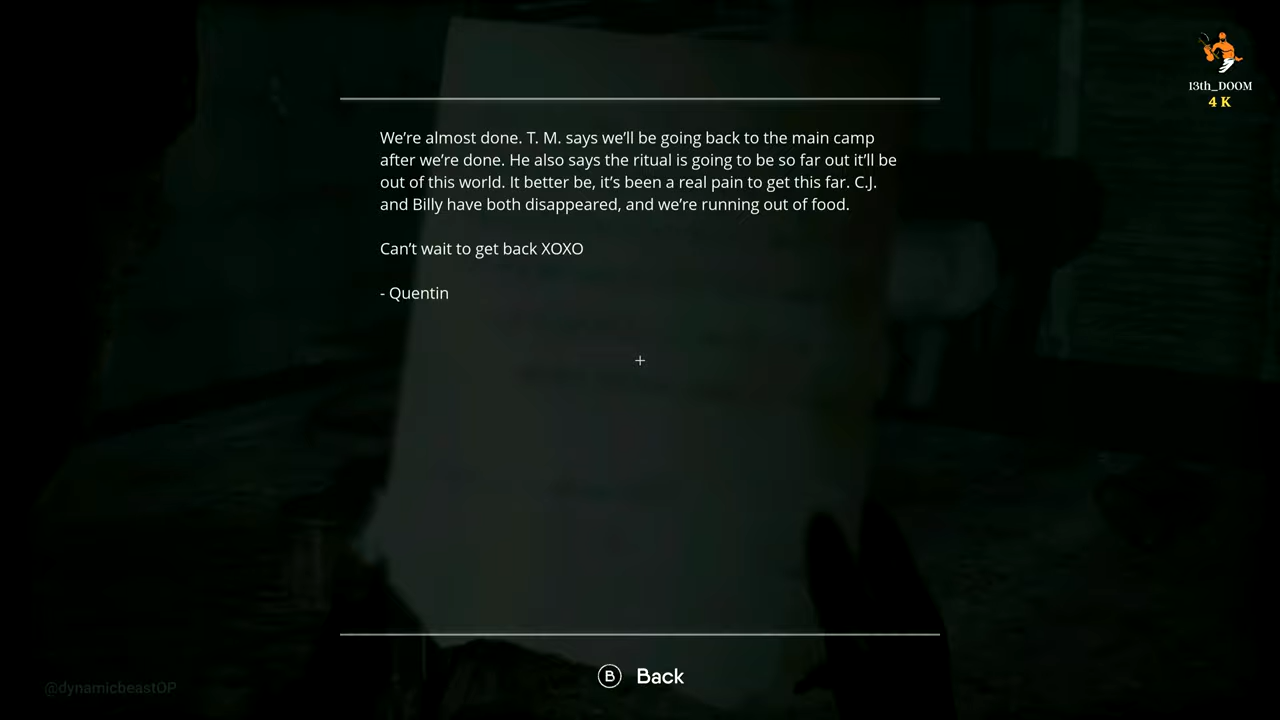 13th_DOOM
4 K
We're almost done. T. M. says we'll be going back to the main camp
after we're done. He also says the ritual is going to be so far out it'll be
out of this world. It better be, it's been a real pain to get this far. C.J.
and Billy have both disappeared, and we're running out of food.
Can't wait to get back XOXO
- Quentin
B Back
@dynamicbeastOP